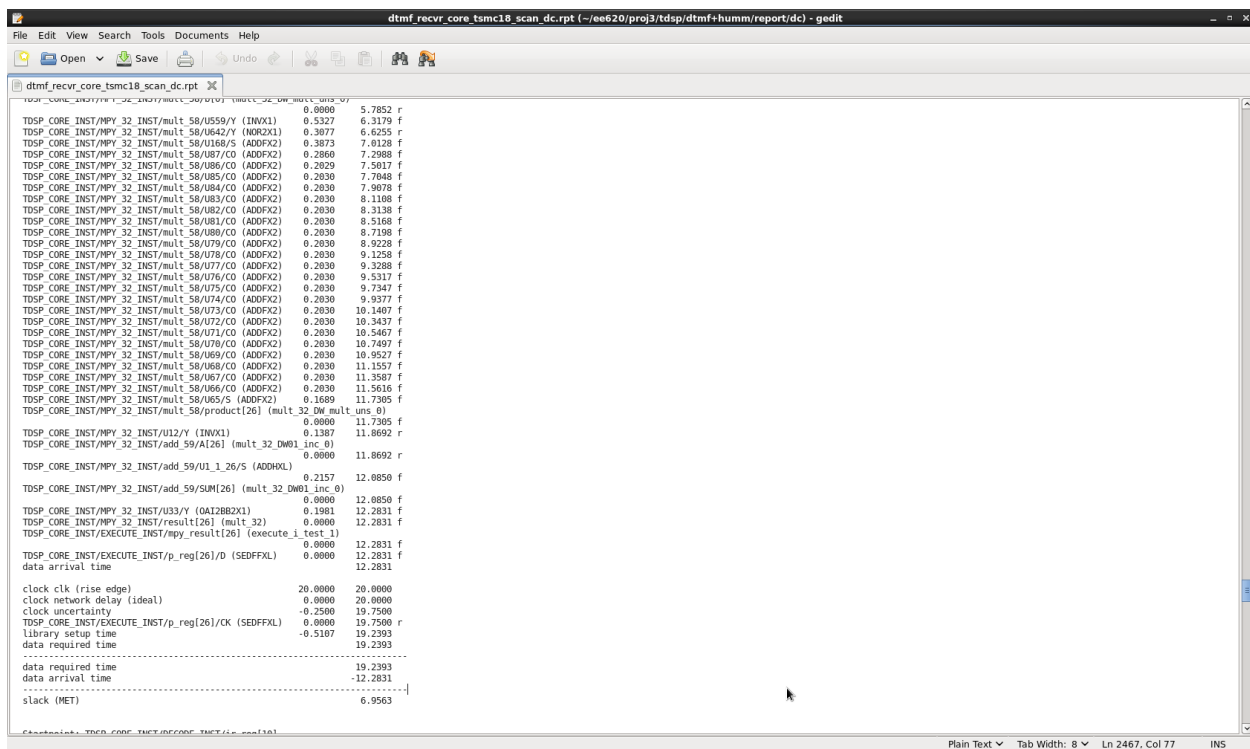 dtmf_recvr_core_tsmc18_scan_dc.rpt (~/ee620/proj3/tdsp/dtmf+humm/report/dc) - gedit
File Edit View Search Tools Documents Help
Open Save Undo
dtmf_recvr_core_tsmc18_scan_dc.rpt
TDSP_CORE_INST/MPY_32_INST/mult_58/b[0] (mult_32_DW_mult_uns_0)
0.0000 5.7852 r
TDSP_CORE_INST/MPY_32_INST/mult_58/U559/Y (INVX1) 0.5327 6.3179 f
TDSP_CORE_INST/MPY_32_INST/mult_58/U642/Y (NOR2X1) 0.3077 6.6255 r
TDSP_CORE_INST/MPY_32_INST/mult_58/U168/S (ADDFX2) 0.3873 7.0128 f
TDSP_CORE_INST/MPY_32_INST/mult_58/U87/CO (ADDFX2) 0.2860 7.2988 f
TDSP_CORE_INST/MPY_32_INST/mult_58/U86/CO (ADDFX2) 0.2029 7.5017 f
TDSP_CORE_INST/MPY_32_INST/mult_58/U85/CO (ADDFX2) 0.2030 7.7048 f
TDSP_CORE_INST/MPY_32_INST/mult_58/U84/CO (ADDFX2) 0.2030 7.9078 f
TDSP_CORE_INST/MPY_32_INST/mult_58/U83/CO (ADDFX2) 0.2030 8.1108 f
TDSP_CORE_INST/MPY_32_INST/mult_58/U82/CO (ADDFX2) 0.2030 8.3138 f
TDSP_CORE_INST/MPY_32_INST/mult_58/U81/CO (ADDFX2) 0.2030 8.5168 f
TDSP_CORE_INST/MPY_32_INST/mult_58/U80/CO (ADDFX2) 0.2030 8.7198 f
TDSP_CORE_INST/MPY_32_INST/mult_58/U79/CO (ADDFX2) 0.2030 8.9228 f
TDSP_CORE_INST/MPY_32_INST/mult_58/U78/CO (ADDFX2) 0.2030 9.1258 f
TDSP_CORE_INST/MPY_32_INST/mult_58/U77/CO (ADDFX2) 0.2030 9.3288 f
TDSP_CORE_INST/MPY_32_INST/mult_58/U76/CO (ADDFX2) 0.2030 9.5317 f
TDSP_CORE_INST/MPY_32_INST/mult_58/U75/CO (ADDFX2) 0.2030 9.7347 f
TDSP_CORE_INST/MPY_32_INST/mult_58/U74/CO (ADDFX2) 0.2030 9.9377 f
TDSP_CORE_INST/MPY_32_INST/mult_58/U73/CO (ADDFX2) 0.2030 10.1407 f
TDSP_CORE_INST/MPY_32_INST/mult_58/U72/CO (ADDFX2) 0.2030 10.3437 f
TDSP_CORE_INST/MPY_32_INST/mult_58/U71/CO (ADDFX2) 0.2030 10.5467 f
TDSP_CORE_INST/MPY_32_INST/mult_58/U70/CO (ADDFX2) 0.2030 10.7497 f
TDSP_CORE_INST/MPY_32_INST/mult_58/U69/CO (ADDFX2) 0.2030 10.9527 f
TDSP_CORE_INST/MPY_32_INST/mult_58/U68/CO (ADDFX2) 0.2030 11.1557 f
TDSP_CORE_INST/MPY_32_INST/mult_58/U67/CO (ADDFX2) 0.2030 11.3587 f
TDSP_CORE_INST/MPY_32_INST/mult_58/U66/CO (ADDFX2) 0.2030 11.5616 f
TDSP_CORE_INST/MPY_32_INST/mult_58/U65/S (ADDFX2) 0.1689 11.7305 f
TDSP_CORE_INST/MPY_32_INST/mult_58/product[26] (mult_32_DW_mult_uns_0)
0.0000 11.7305 f
TDSP_CORE_INST/MPY_32_INST/U12/Y (INVX1) 0.1387 11.8692 r
TDSP_CORE_INST/MPY_32_INST/add_59/A[26] (mult_32_DW01_inc_0)
0.0000 11.8692 r
TDSP_CORE_INST/MPY_32_INST/add_59/U1_1_26/S (ADDHXL)
0.2157 12.0850 f
TDSP_CORE_INST/MPY_32_INST/add_59/SUM[26] (mult_32_DW01_inc_0)
0.0000 12.0850 f
TDSP_CORE_INST/MPY_32_INST/U33/Y (OAI2BB2X1) 0.1981 12.2831 f
TDSP_CORE_INST/MPY_32_INST/result[26] (mult_32) 0.0000 12.2831 f
TDSP_CORE_INST/EXECUTE_INST/mpy_result[26] (execute_i_test_1)
0.0000 12.2831 f
TDSP_CORE_INST/EXECUTE_INST/p_reg[26]/D (SEDFFXL) 0.0000 12.2831 f
data arrival time 12.2831
clock clk (rise edge) 20.0000 20.0000
clock network delay (ideal) 0.0000 20.0000
clock uncertainty -0.2500 19.7500
TDSP_CORE_INST/EXECUTE_INST/p_reg[26]/CK (SEDFFXL) 0.0000 19.7500 r
library setup time -0.5107 19.2393
data required time 19.2393
---------------------------------------------------------------------------
data required time 19.2393
data arrival time -12.2831
---------------------------------------------------------------------------
slack (MET) 6.9563
Startpoint: TDSP_CORE_INST/DECODE_INST/ir_reg[10]
Plain Text Tab Width: 8 Ln 2467, Col 77 INS